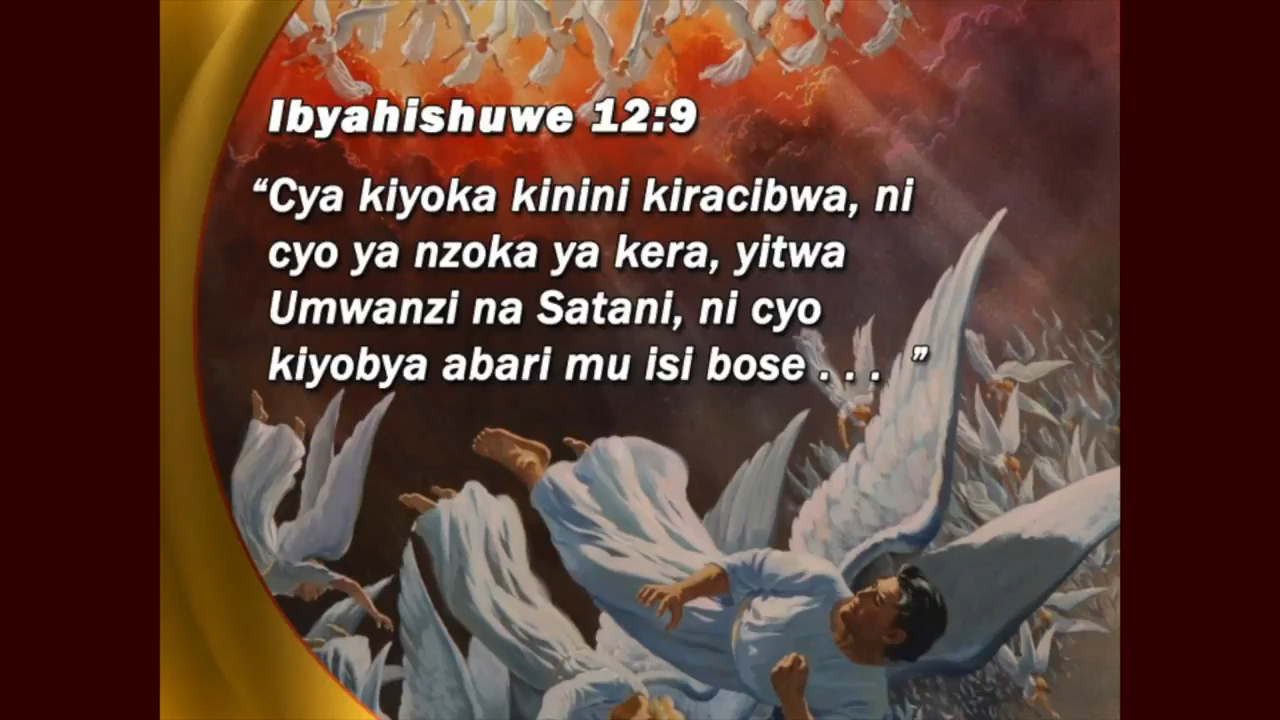 Ibyahishuwe 12:9
“Cya kiyoka kinini kiracibwa, ni
cyo ya nzoka ya kera, yitwa
Umwanzi na Satani, ni cyo
kiyobya abari mu isi bose . . . ”